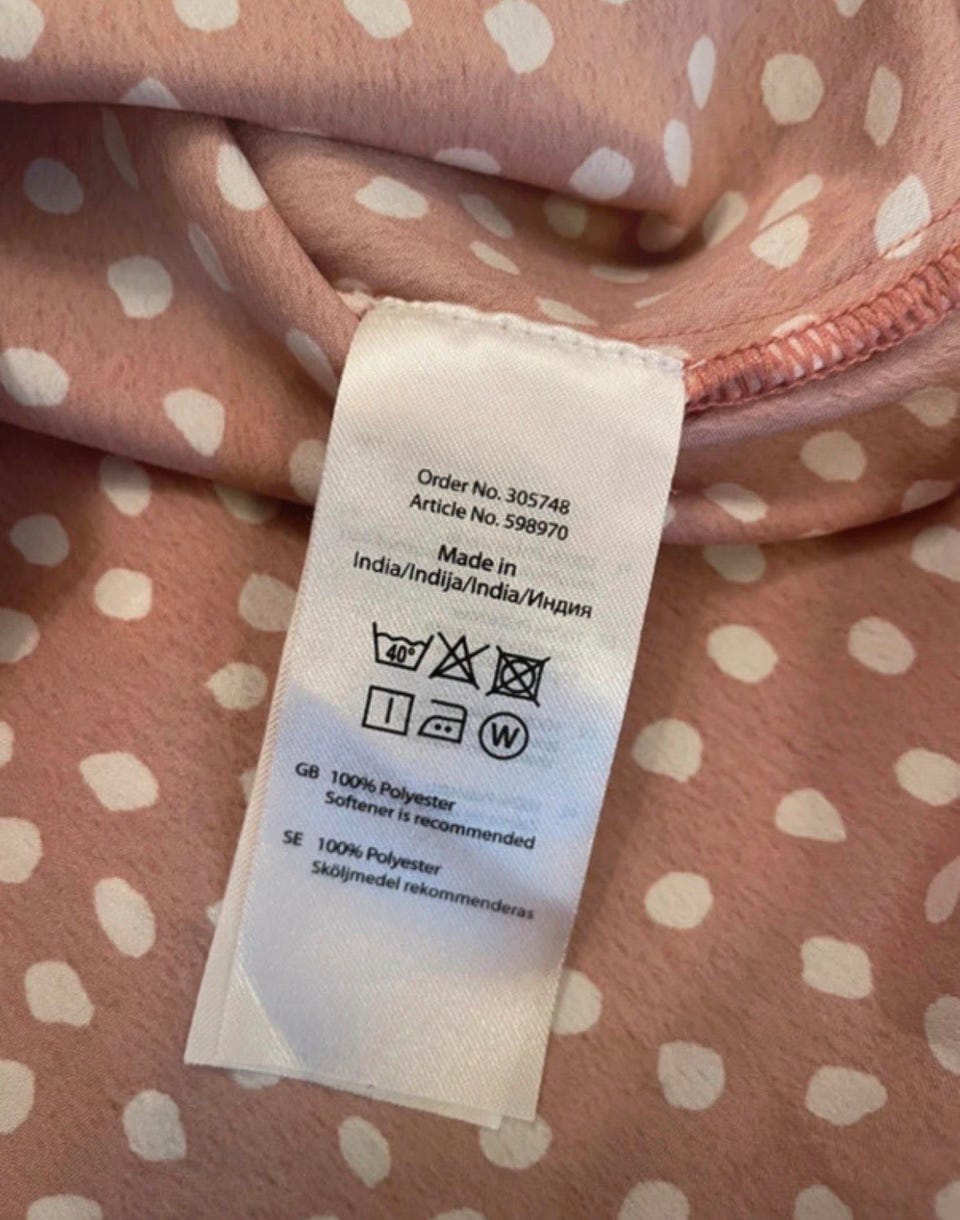 Order No. 305748
Article No. 598970
Made in
India/Indija/India/Индия
40°
W
GB 100% Polyester
Softener is recommended
SE 100% Polyester
Sköljmedel rekommenderas